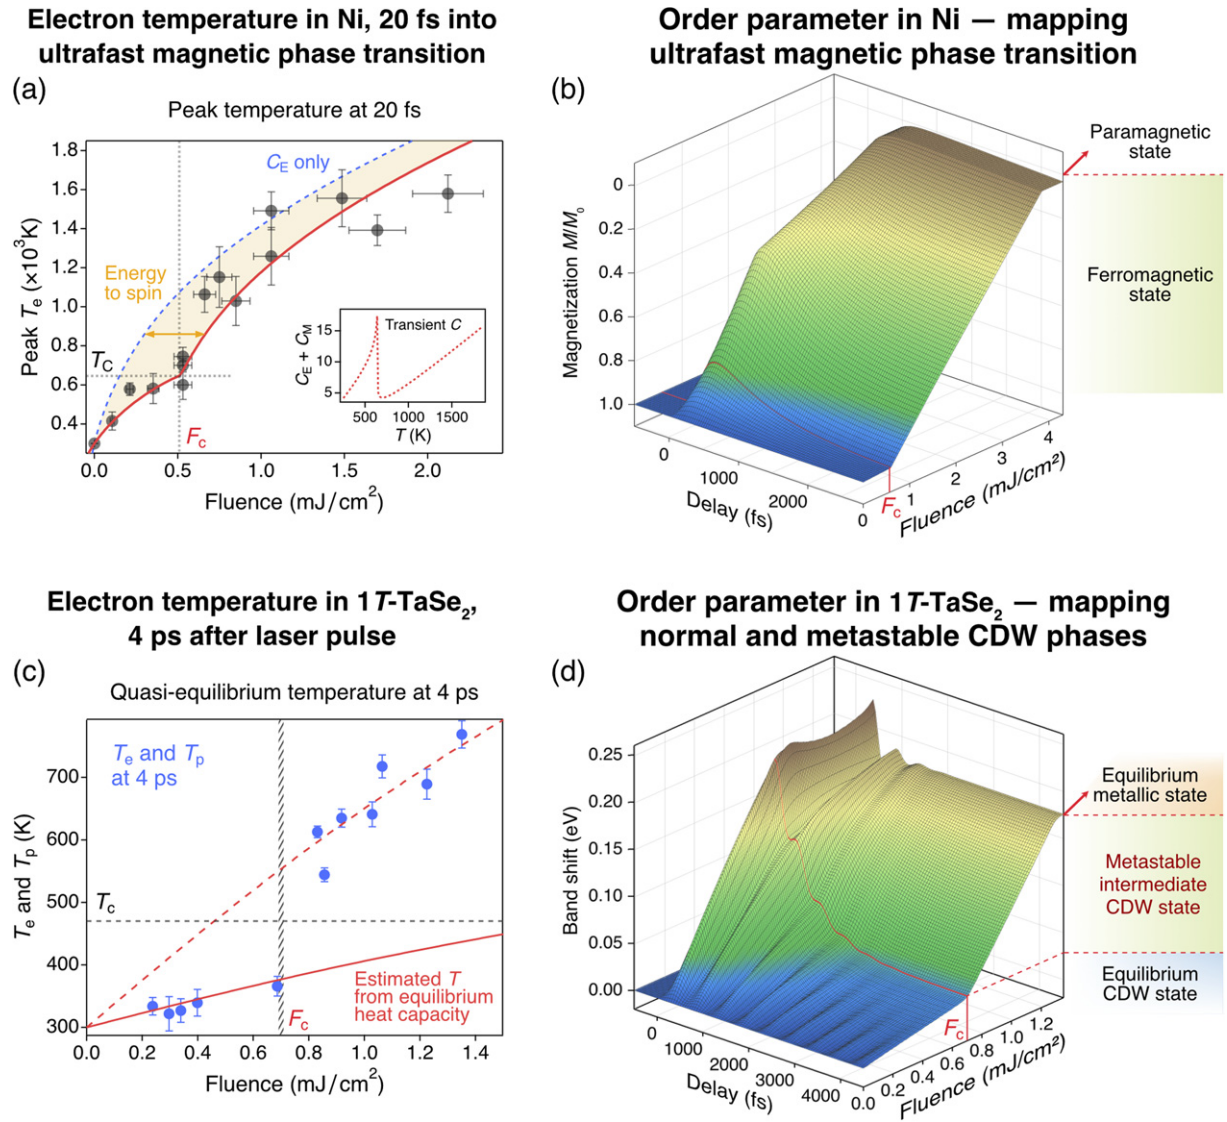 Electron temperature in Ni, 20 fs into
ultrafast magnetic phase transition
(a)
Peak temperature at 20 fs
1.8
1.6
1.4
1.2
1.0
0.8
0.6
0.4
Peak Tₑ (×10³K)
C_E only
Energy
to spin
T_C
F_c
C_E + C_M
15
10
5
Transient C
500
1000
1500
T (K)
0.0
0.5
1.0
1.5
2.0
Fluence (mJ/cm²)
Order parameter in Ni — mapping
ultrafast magnetic phase transition
(b)
Magnetization M/M₀
0
0.2
0.4
0.6
0.8
1.0
0
1000
2000
Delay (fs)
0
F_c
1
2
3
4
Fluence (mJ/cm²)
Paramagnetic
state
Ferromagnetic
state
Electron temperature in 1T-TaSe₂,
4 ps after laser pulse
(c)
Quasi-equilibrium temperature at 4 ps
Tₑ and Tₚ
at 4 ps
700
600
500
400
300
Tₑ and Tₚ (K)
T_c
Estimated T
from equilibrium
heat capacity
F_c
0.0
0.2
0.4
0.6
0.8
1.0
1.2
1.4
Fluence (mJ/cm²)
Order parameter in 1T-TaSe₂ — mapping
normal and metastable CDW phases
(d)
Band shift (eV)
0.25
0.20
0.15
0.10
0.05
0.00
0
1000
2000
3000
4000
Delay (fs)
0.0
0.2
0.4
0.6
0.8
1.0
1.2
F_c
Fluence (mJ/cm²)
Equilibrium
metallic state
Metastable
intermediate
CDW state
Equilibrium
CDW state